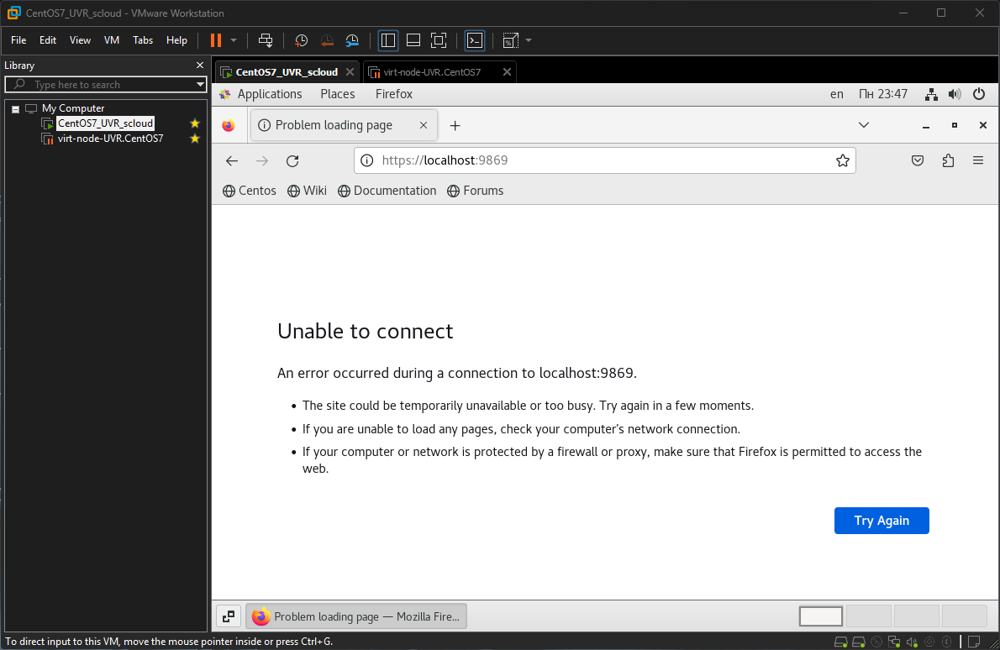 CentOS7_UVR_scloud - VMware Workstation
File Edit View VM Tabs Help
Library
Type here to search
My Computer
CentOS7_UVR_scloud
virt-node-UVR.CentOS7
CentOS7_UVR_scloud virt-node-UVR.CentOS7
Applications Places Firefox en Пн 23:47
Problem loading page
https://localhost:9869
Centos Wiki Documentation Forums
Unable to connect
An error occurred during a connection to localhost:9869.
The site could be temporarily unavailable or too busy. Try again in a few moments.
If you are unable to load any pages, check your computer's network connection.
If your computer or network is protected by a firewall or proxy, make sure that Firefox is permitted to access the
web.
Try Again
Problem loading page — Mozilla Fire...
To direct input to this VM, move the mouse pointer inside or press Ctrl+G.